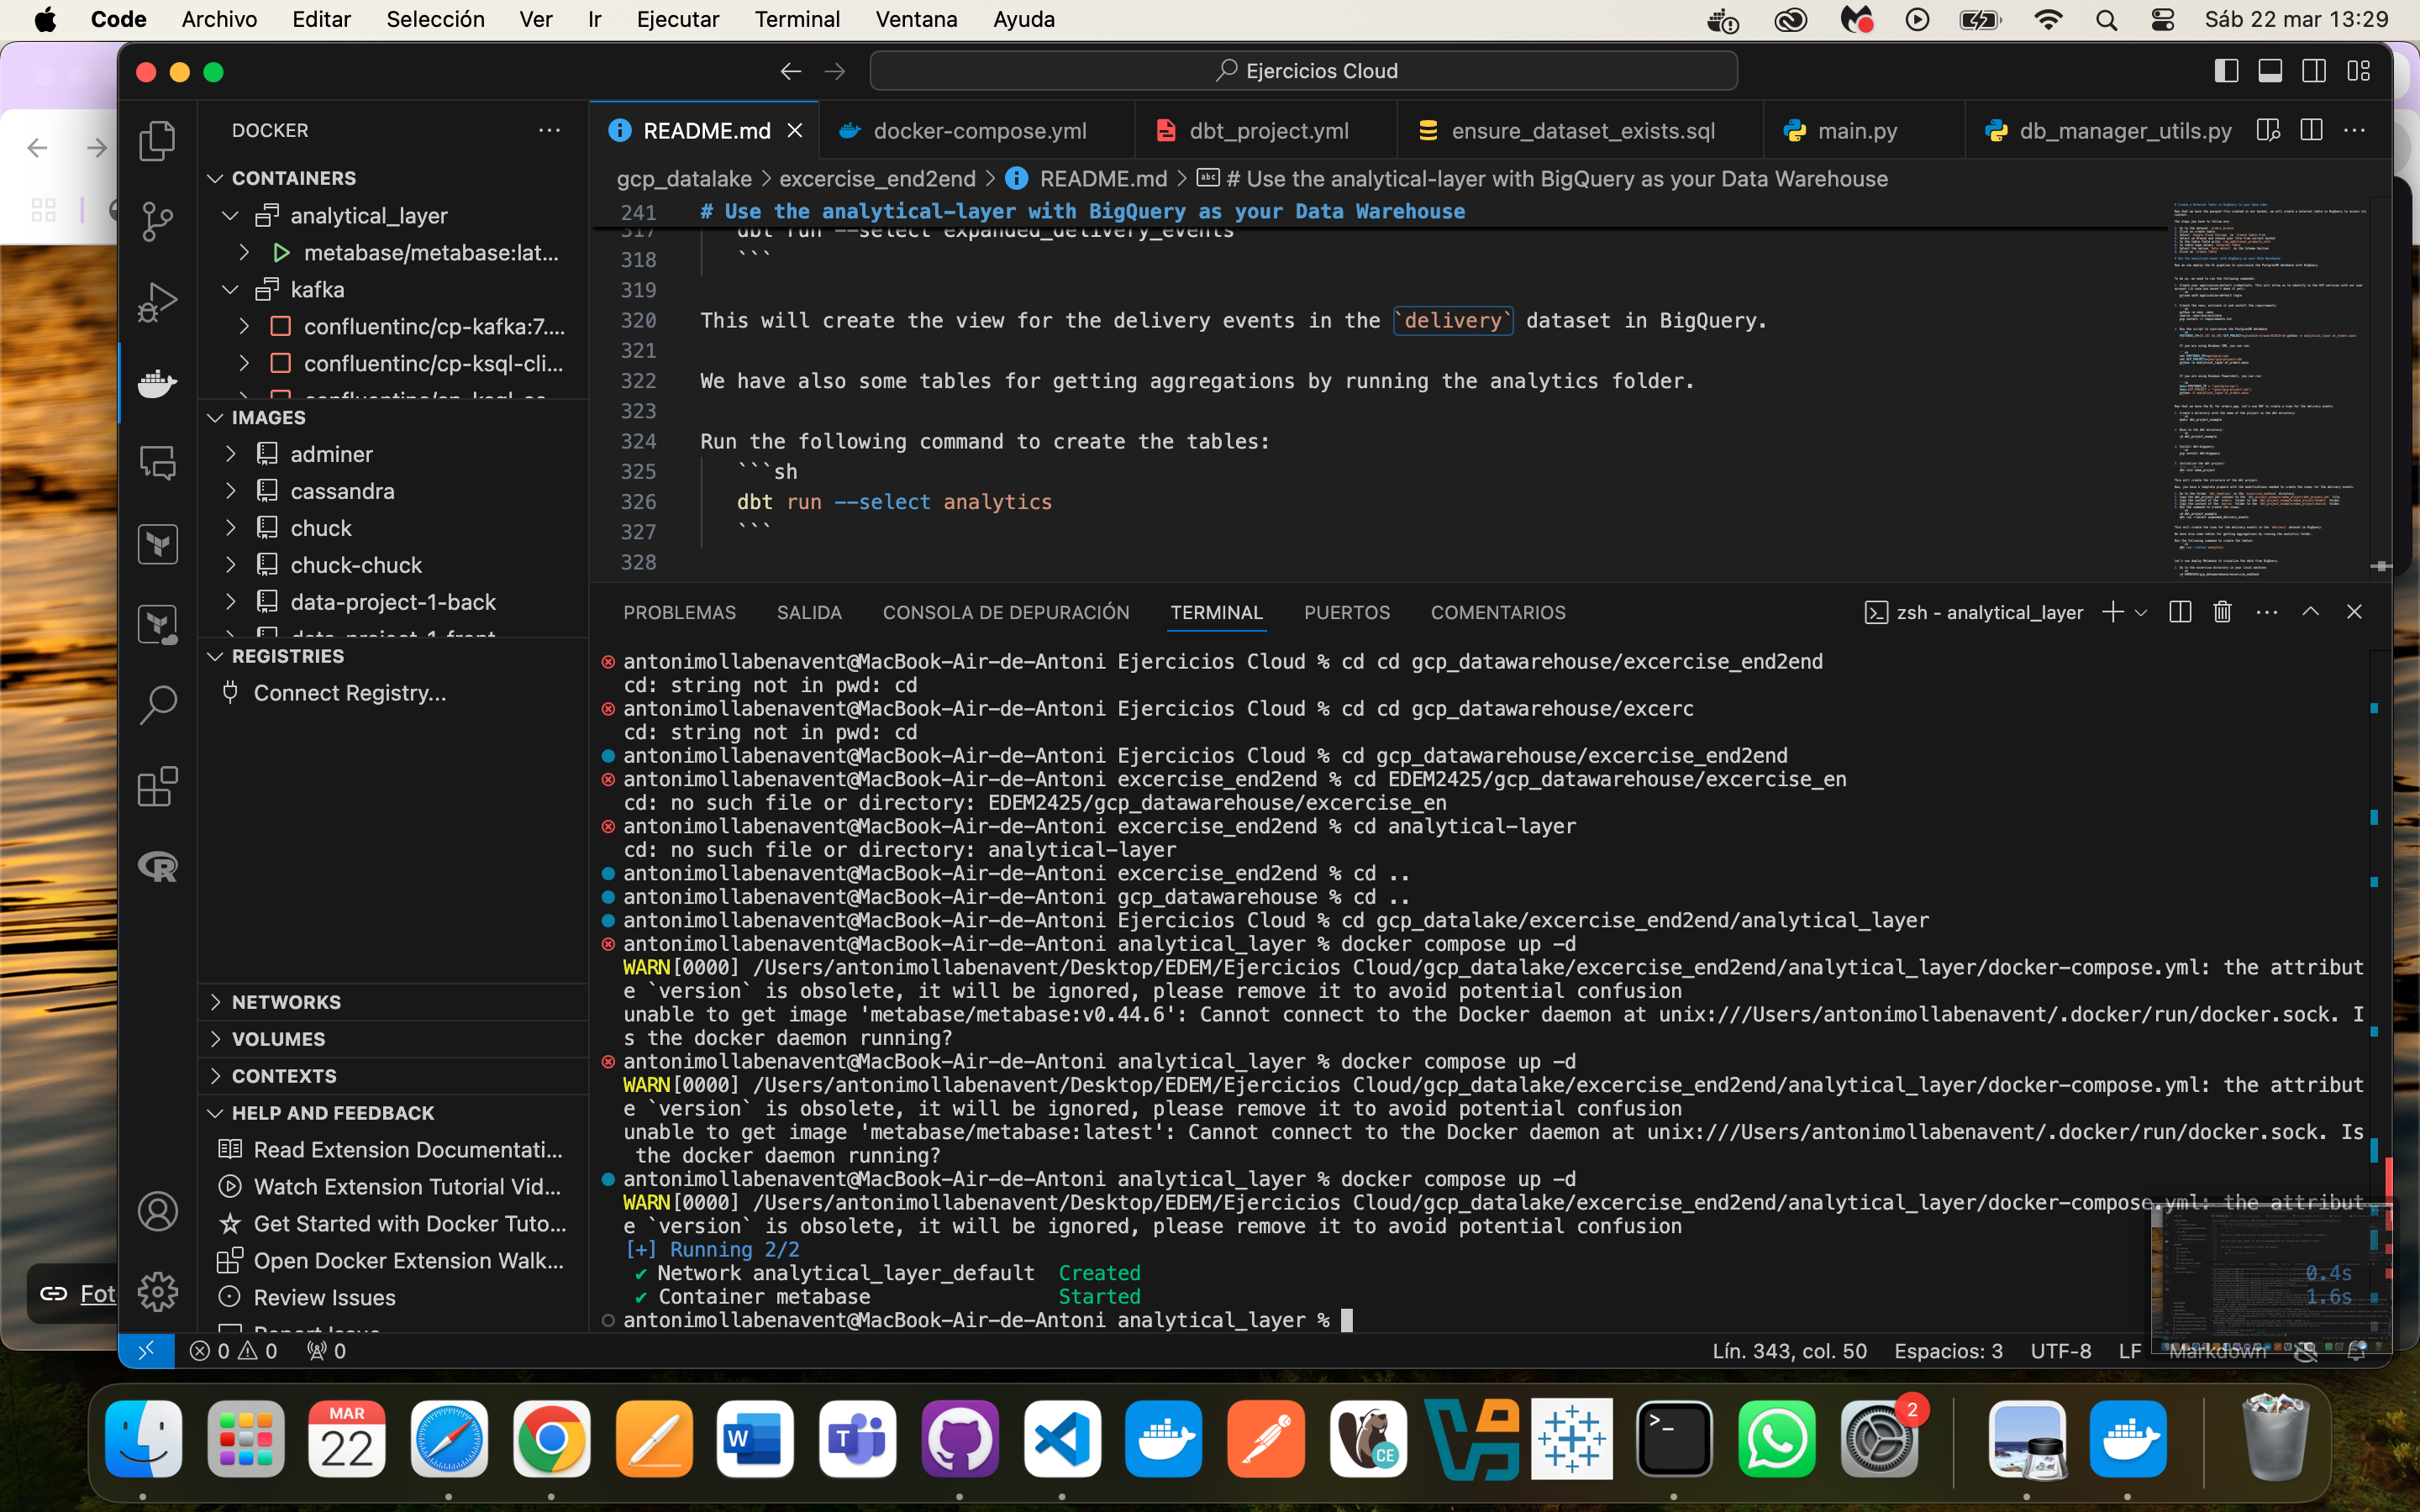 Code Archivo Editar Selección Ver Ir Ejecutar Terminal Ventana Ayuda Sáb 22 mar 13:29
Ejercicios Cloud
DOCKER
CONTAINERS
analytical_layer
metabase/metabase:lat...
kafka
confluentinc/cp-kafka:7....
confluentinc/cp-ksql-cli...
IMAGES
adminer
cassandra
chuck
chuck-chuck
data-project-1-back
data-project-1-front
REGISTRIES
Connect Registry...
NETWORKS
VOLUMES
CONTEXTS
HELP AND FEEDBACK
Read Extension Documentati...
Watch Extension Tutorial Vid...
Get Started with Docker Tuto...
Open Docker Extension Walk...
Review Issues
Report Issue
README.md docker-compose.yml dbt_project.yml ensure_dataset_exists.sql main.py db_manager_utils.py
gcp_datalake > excercise_end2end > README.md > # Use the analytical-layer with BigQuery as your Data Warehouse
241 # Use the analytical-layer with BigQuery as your Data Warehouse
317 dbt run --select expanded_delivery_events
318 ```
319
320 This will create the view for the delivery events in the `delivery` dataset in BigQuery.
321
322 We have also some tables for getting aggregations by running the analytics folder.
323
324 Run the following command to create the tables:
325 ```sh
326 dbt run --select analytics
327 ```
328
PROBLEMAS SALIDA CONSOLA DE DEPURACIÓN TERMINAL PUERTOS COMENTARIOS zsh - analytical_layer
antonimollabenavent@MacBook-Air-de-Antoni Ejercicios Cloud % cd cd gcp_datawarehouse/excercise_end2end
cd: string not in pwd: cd
antonimollabenavent@MacBook-Air-de-Antoni Ejercicios Cloud % cd cd gcp_datawarehouse/excerc
cd: string not in pwd: cd
antonimollabenavent@MacBook-Air-de-Antoni Ejercicios Cloud % cd gcp_datawarehouse/excercise_end2end
antonimollabenavent@MacBook-Air-de-Antoni excercise_end2end % cd EDEM2425/gcp_datawarehouse/excercise_en
cd: no such file or directory: EDEM2425/gcp_datawarehouse/excercise_en
antonimollabenavent@MacBook-Air-de-Antoni excercise_end2end % cd analytical-layer
cd: no such file or directory: analytical-layer
antonimollabenavent@MacBook-Air-de-Antoni excercise_end2end % cd ..
antonimollabenavent@MacBook-Air-de-Antoni gcp_datawarehouse % cd ..
antonimollabenavent@MacBook-Air-de-Antoni Ejercicios Cloud % cd gcp_datalake/excercise_end2end/analytical_layer
antonimollabenavent@MacBook-Air-de-Antoni analytical_layer % docker compose up -d
WARN[0000] /Users/antonimollabenavent/Desktop/EDEM/Ejercicios Cloud/gcp_datalake/excercise_end2end/analytical_layer/docker-compose.yml: the attribut
e `version` is obsolete, it will be ignored, please remove it to avoid potential confusion
unable to get image 'metabase/metabase:v0.44.6': Cannot connect to the Docker daemon at unix:///Users/antonimollabenavent/.docker/run/docker.sock. I
s the docker daemon running?
antonimollabenavent@MacBook-Air-de-Antoni analytical_layer % docker compose up -d
WARN[0000] /Users/antonimollabenavent/Desktop/EDEM/Ejercicios Cloud/gcp_datalake/excercise_end2end/analytical_layer/docker-compose.yml: the attribut
e `version` is obsolete, it will be ignored, please remove it to avoid potential confusion
unable to get image 'metabase/metabase:latest': Cannot connect to the Docker daemon at unix:///Users/antonimollabenavent/.docker/run/docker.sock. Is
the docker daemon running?
antonimollabenavent@MacBook-Air-de-Antoni analytical_layer % docker compose up -d
WARN[0000] /Users/antonimollabenavent/Desktop/EDEM/Ejercicios Cloud/gcp_datalake/excercise_end2end/analytical_layer/docker-compose.yml: the attribut
e `version` is obsolete, it will be ignored, please remove it to avoid potential confusion
[+] Running 2/2
✔ Network analytical_layer_default Created 0.4s
✔ Container metabase Started 1.6s
antonimollabenavent@MacBook-Air-de-Antoni analytical_layer %
Fot
0 0 0 Lín. 343, col. 50 Espacios: 3 UTF-8 LF Markdown
MAR
22
W
T
CE
>_
2